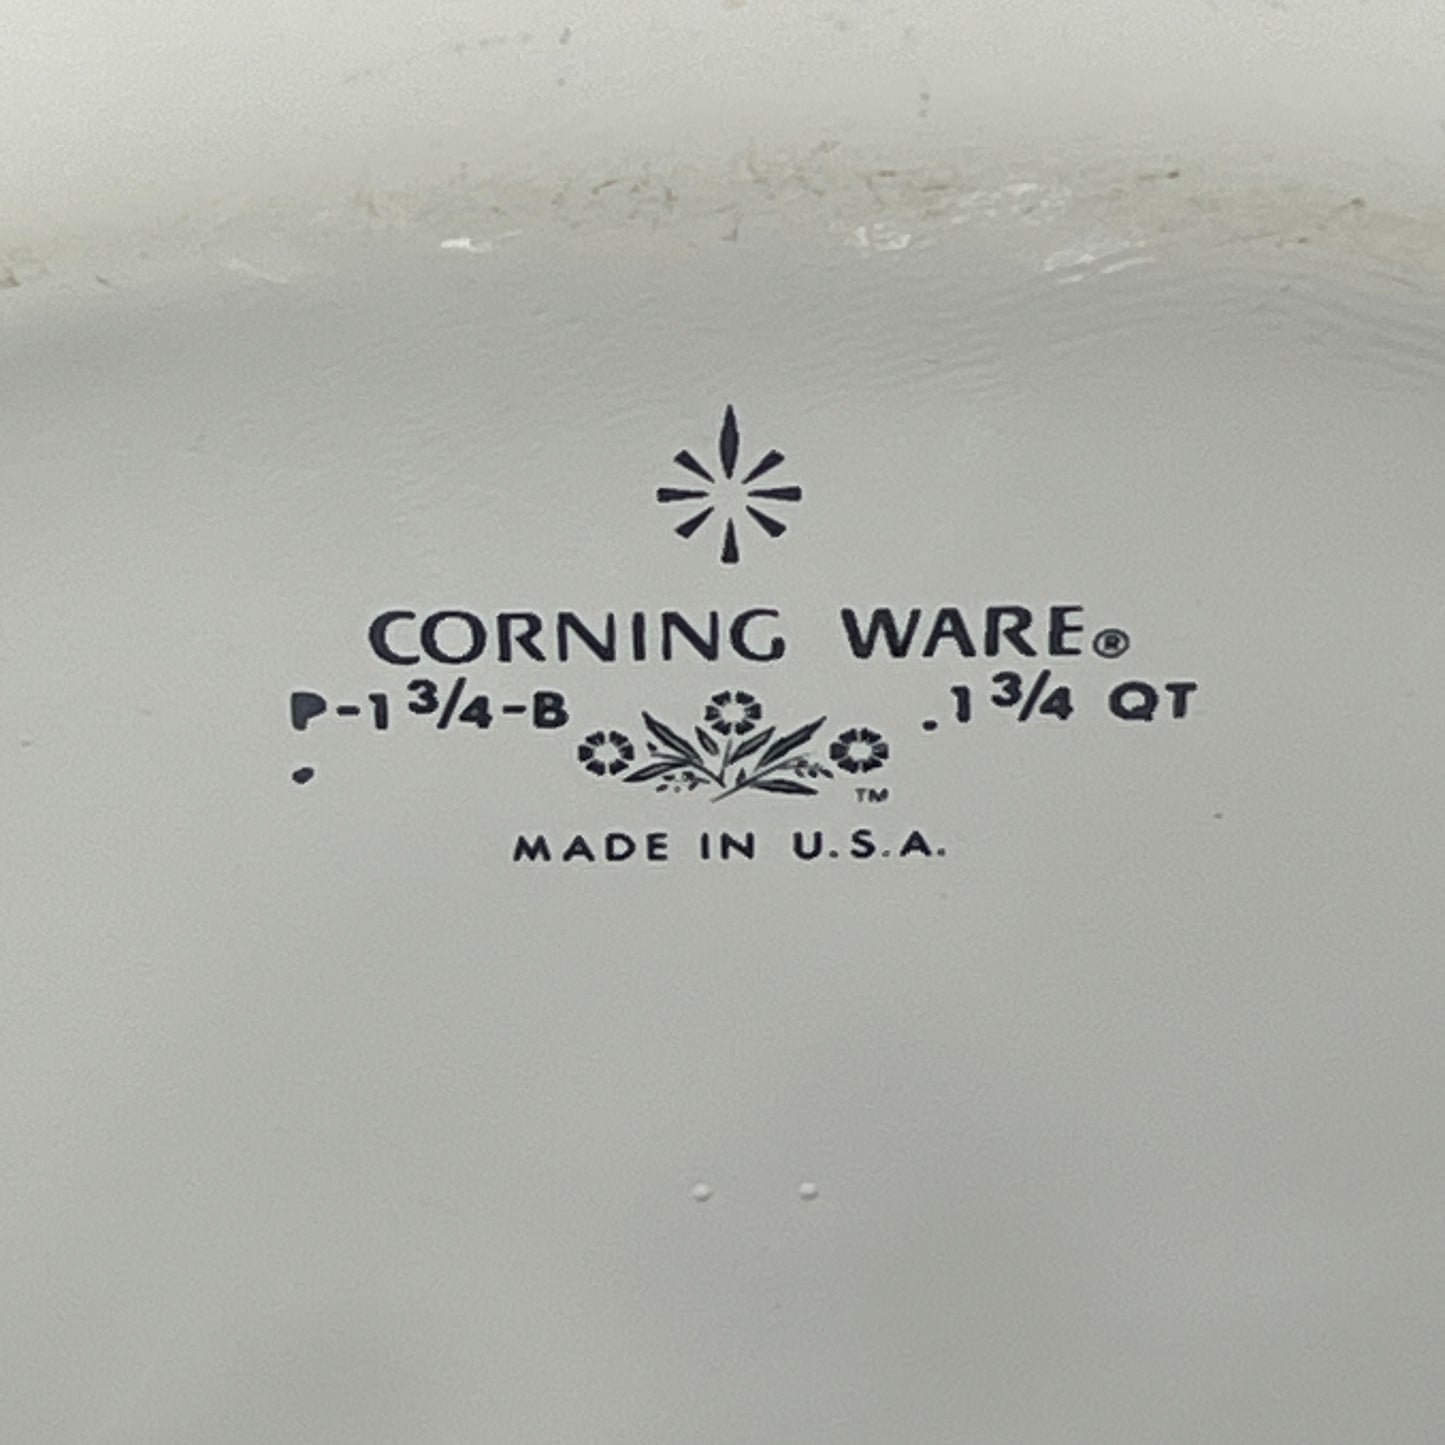 CORNING WARE®
P-1 3/4-B .1 3/4 QT
TM
MADE IN U.S.A.